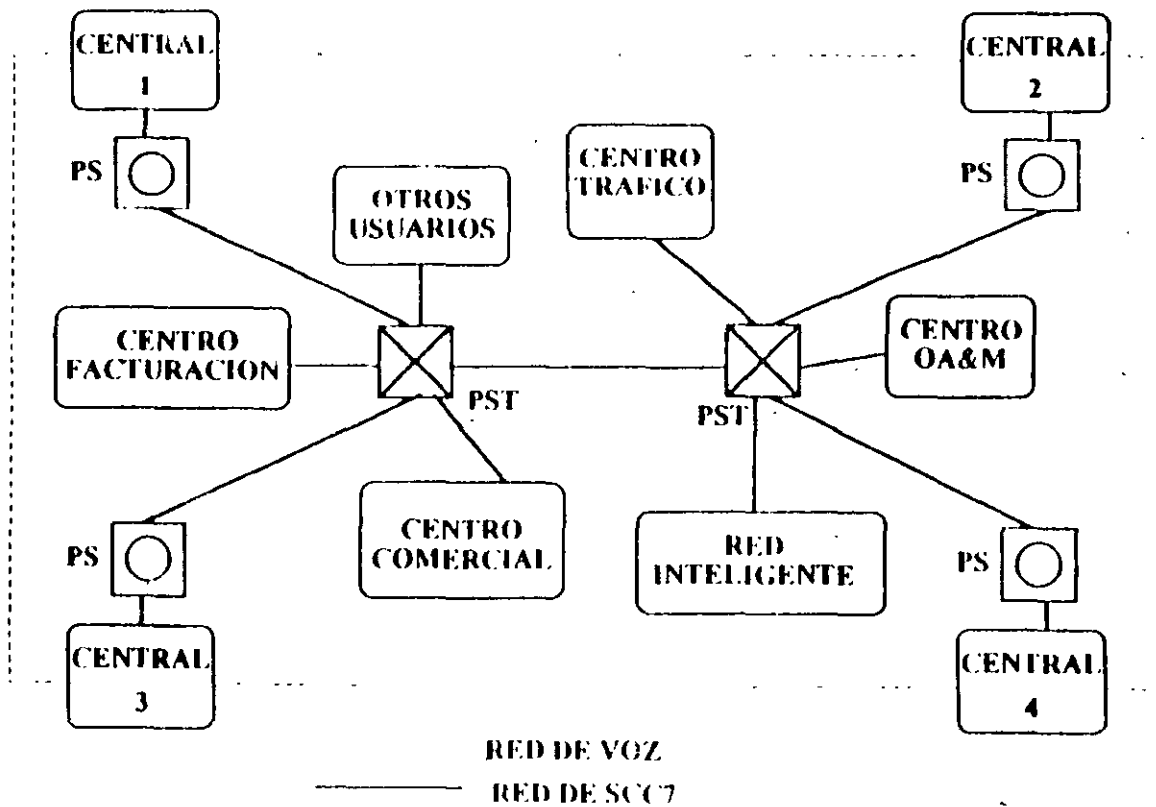 CENTRAL
1
CENTRAL
2
PS
CENTRO
TRAFICO
PS
OTROS
USUARIOS
CENTRO
FACTURACION
CENTRO
OA&M
PST
PST
PS
CENTRO
COMERCIAL
RED
INTELIGENTE
PS
CENTRAL
3
CENTRAL
4
RED DE VOZ
RED DE SCC7